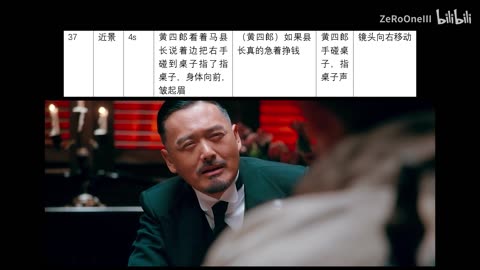 ZeRoOneIII bilibili
37 近景 4s 黄四郎看着马县 （黄四郎）如果县 黄四郎 镜头向右移动
长说着边把右手 长真的急着挣钱 手碰桌
碰到桌子指了指 子，指
桌子，身体向前， 桌子声
皱起眉